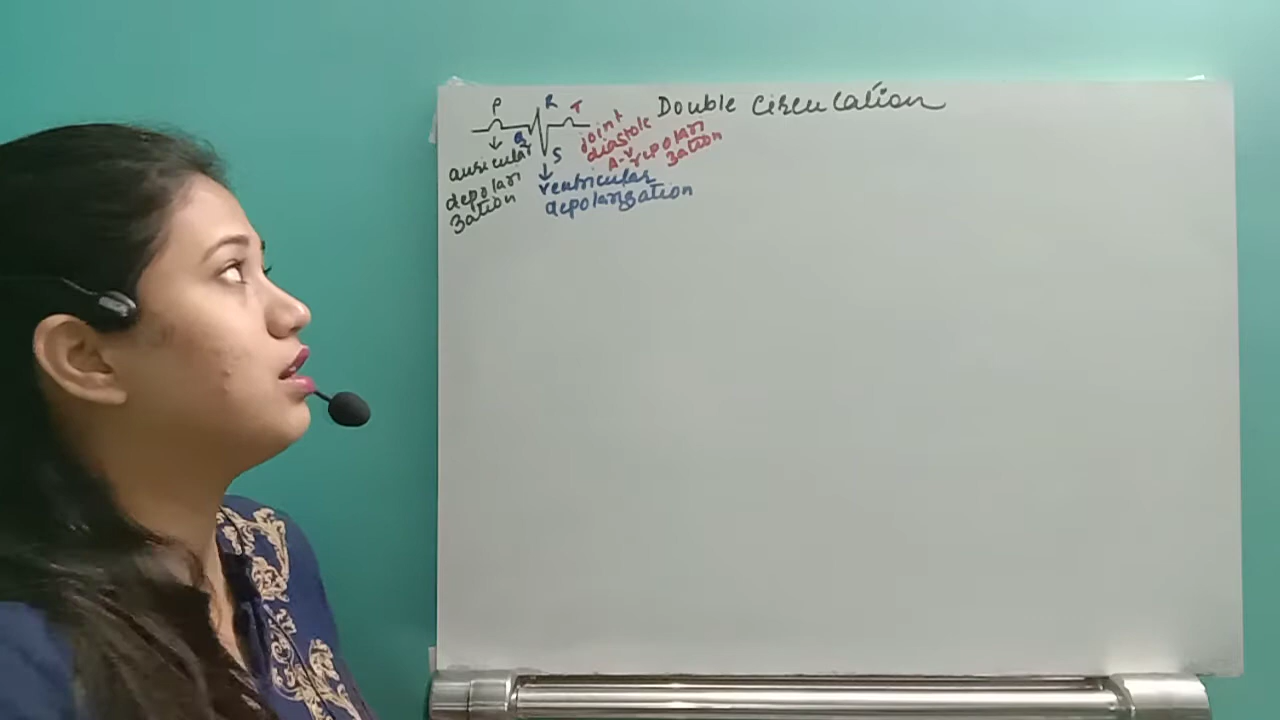 Double Circulation
P
R
T
Q
S
auricular
depolari
zation
joint
diastole
A-V repolari
zation
ventricular
depolarization